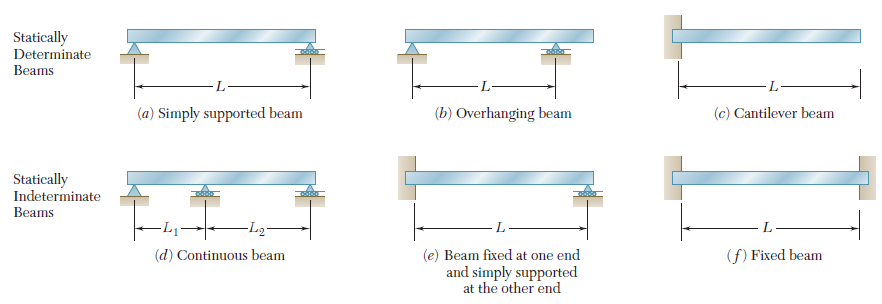 Statically
Determinate
Beams
L
L
L
(a) Simply supported beam
(b) Overhanging beam
(c) Cantilever beam
Statically
Indeterminate
Beams
L1
L2
L
L
(d) Continuous beam
(e) Beam fixed at one end
and simply supported
at the other end
(f) Fixed beam